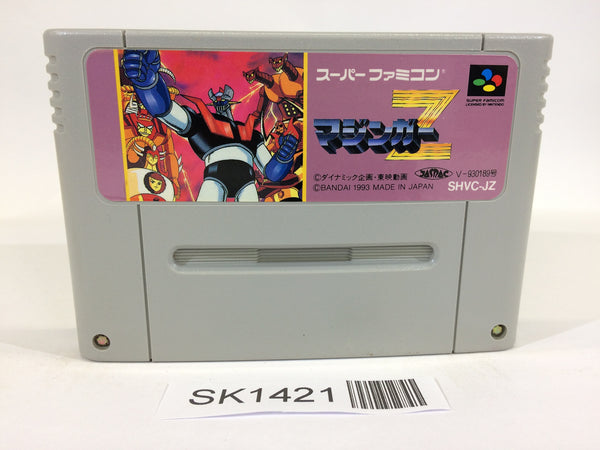 スーパーファミコン®
SUPER FAMICOM
LICENSED BY NINTENDO
マジンガーZ
©ダイナミック企画・東映動画
JASRAC V-930189号
©BANDAI 1993 MADE IN JAPAN
SHVC-JZ
SK1421